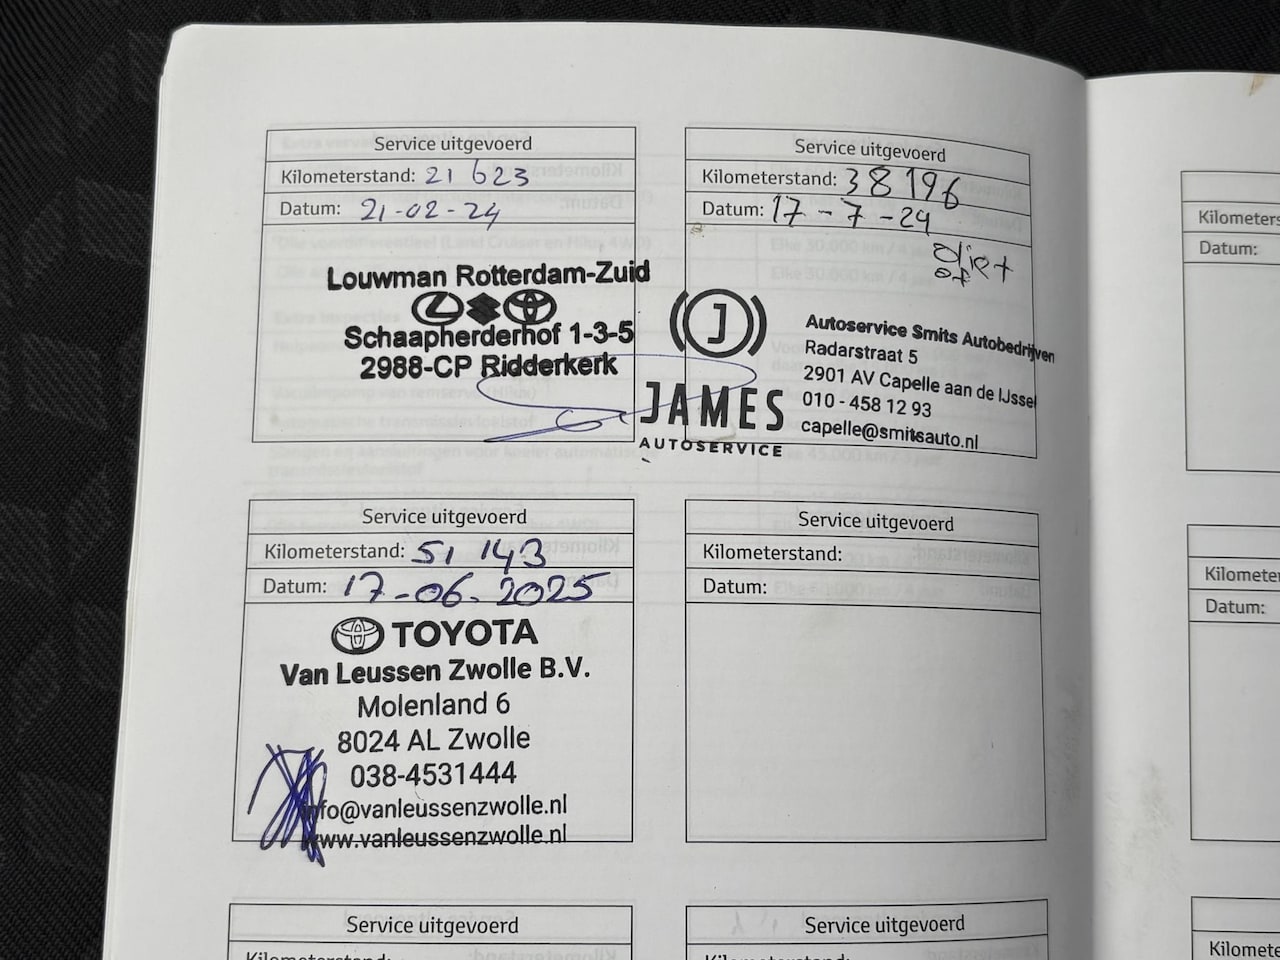 Service uitgevoerd
Kilometerstand: 21 623
Datum: 21-02-24
Louwman Rotterdam-Zuid
Schaapherderhof 1-3-5
2988-CP Ridderkerk
Service uitgevoerd
Kilometerstand: 38196
Datum: 17-7-24
Autoservice Smits Autobedrijven
Radarstraat 5
2901 AV Capelle aan de IJssel
010 - 458 12 93
capelle@smitsauto.nl
J
JAMES
AUTOSERVICE
Service uitgevoerd
Kilometerstand: 51 143
Datum: 17-06-2025
TOYOTA
Van Leussen Zwolle B.V.
Molenland 6
8024 AL Zwolle
038-4531444
info@vanleussenzwolle.nl
www.vanleussenzwolle.nl
Service uitgevoerd
Kilometerstand:
Datum:
Service uitgevoerd
Kilometerstand:
Service uitgevoerd
Kilometerstand:
Kilometers
Datum:
Kilometer
Datum:
Kilomete